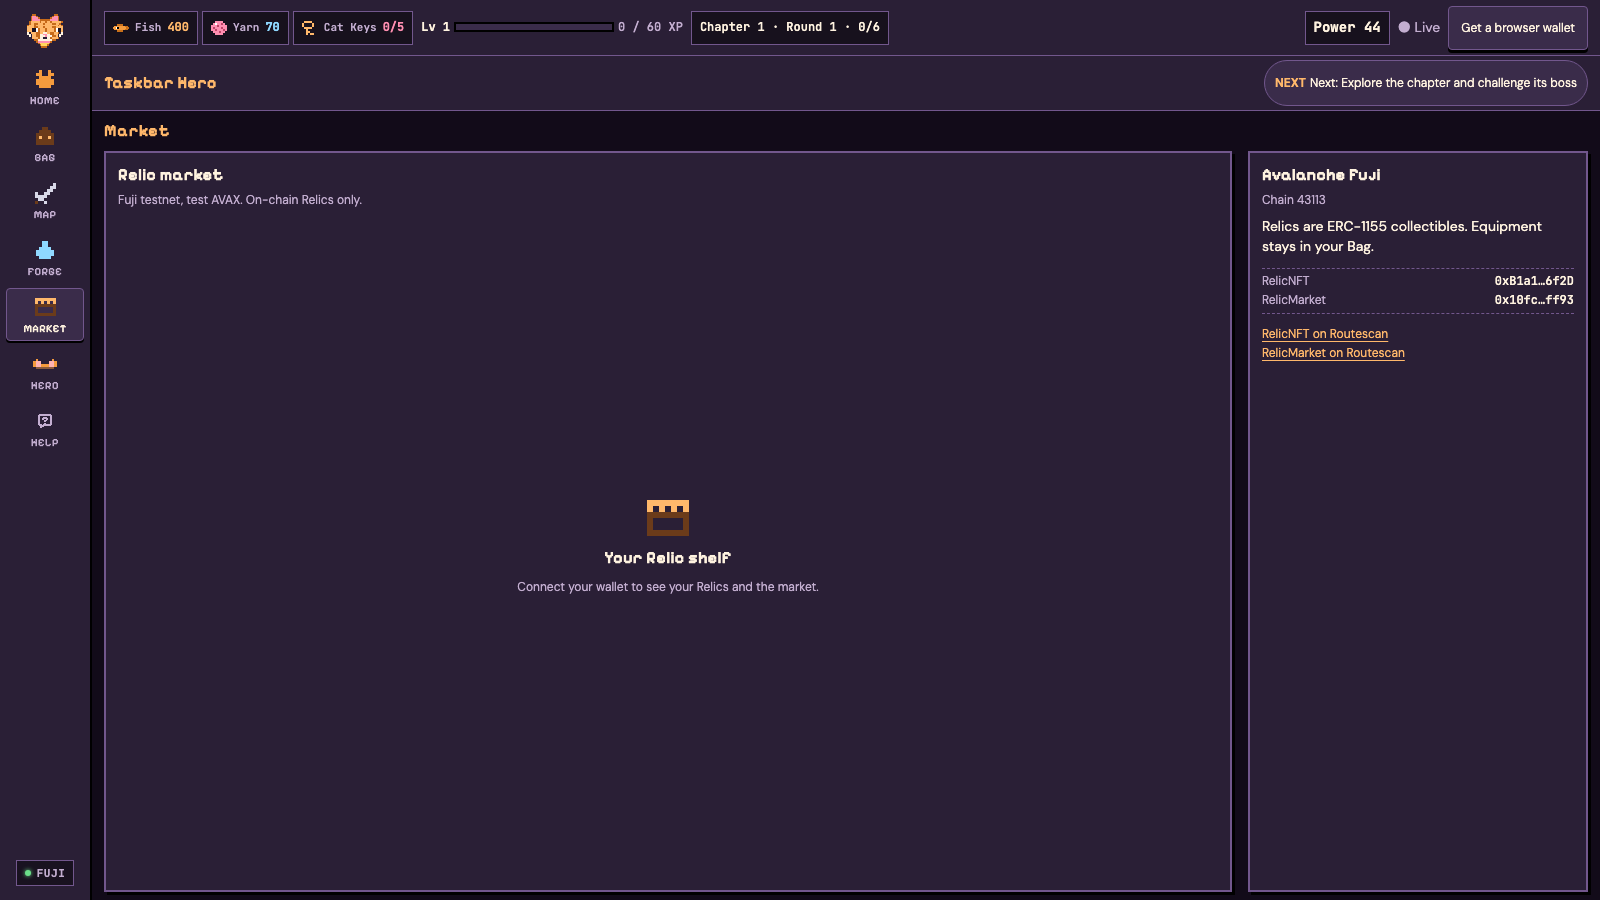 Fish 400
Yarn 70
Cat Keys 0/5
Lv 1
0 / 60 XP
Chapter 1 · Round 1 · 0/6
Power 44
Live
Get a browser wallet
HOME
BAG
MAP
FORGE
MARKET
HERO
HELP
FUJI
Taskbar Hero
NEXT Next: Explore the chapter and challenge its boss
Market
Relic market
Fuji testnet, test AVAX. On-chain Relics only.
Your Relic shelf
Connect your wallet to see your Relics and the market.
Avalanche Fuji
Chain 43113
Relics are ERC-1155 collectibles. Equipment
stays in your Bag.
RelicNFT 0xB1a1…6f2D
RelicMarket 0x10fc…ff93
RelicNFT on Routescan
RelicMarket on Routescan